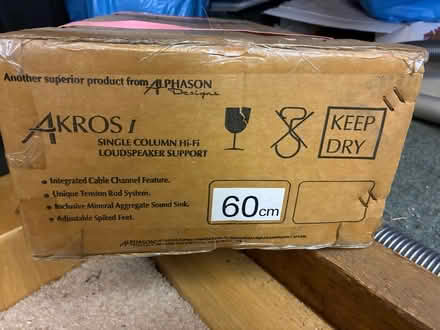 Another superior product from ALPHASON
Designs
AKROS I
SINGLE COLUMN Hi-Fi
LOUDSPEAKER SUPPORT
KEEP
DRY
• Integrated Cable Channel Feature.
• Unique Tension Rod System.
• Inclusive Mineral Aggregate Sound Sink.
• Adjustable Spiked Feet.
60cm